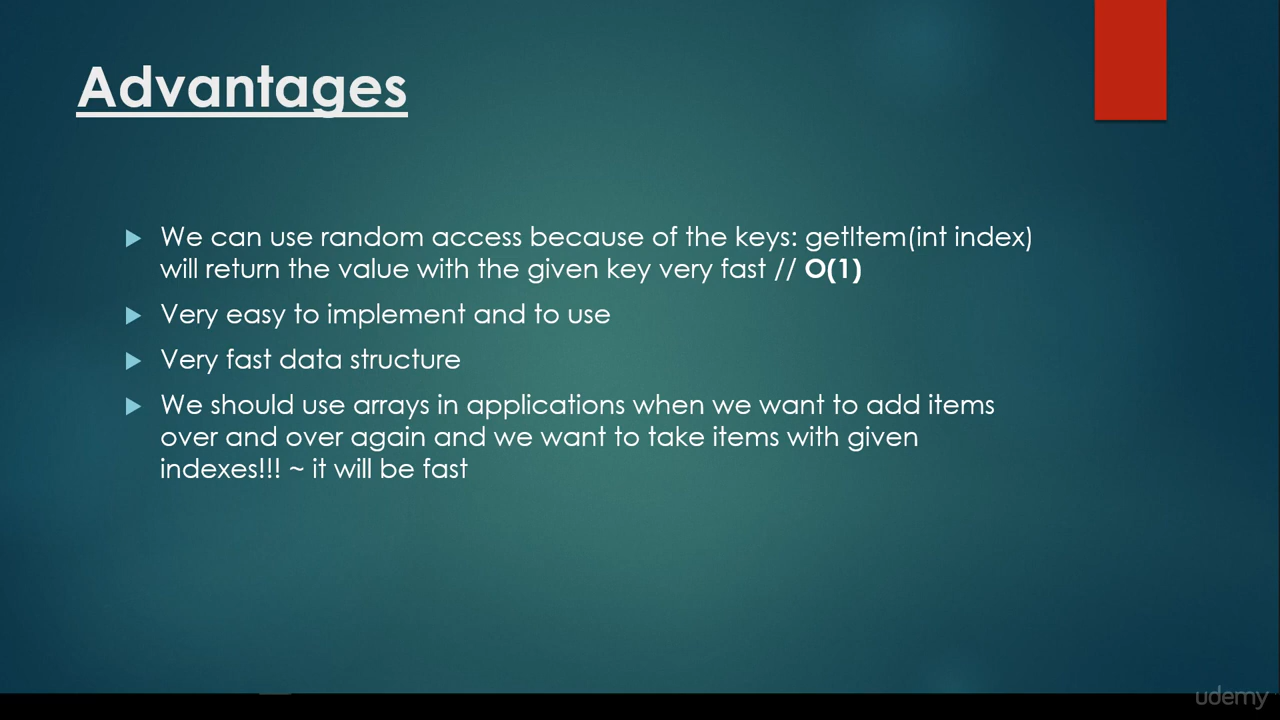 Advantages
We can use random access because of the keys: getItem(int index)
will return the value with the given key very fast // O(1)
Very easy to implement and to use
Very fast data structure
We should use arrays in applications when we want to add items
over and over again and we want to take items with given
indexes!!! ~ it will be fast
udemy